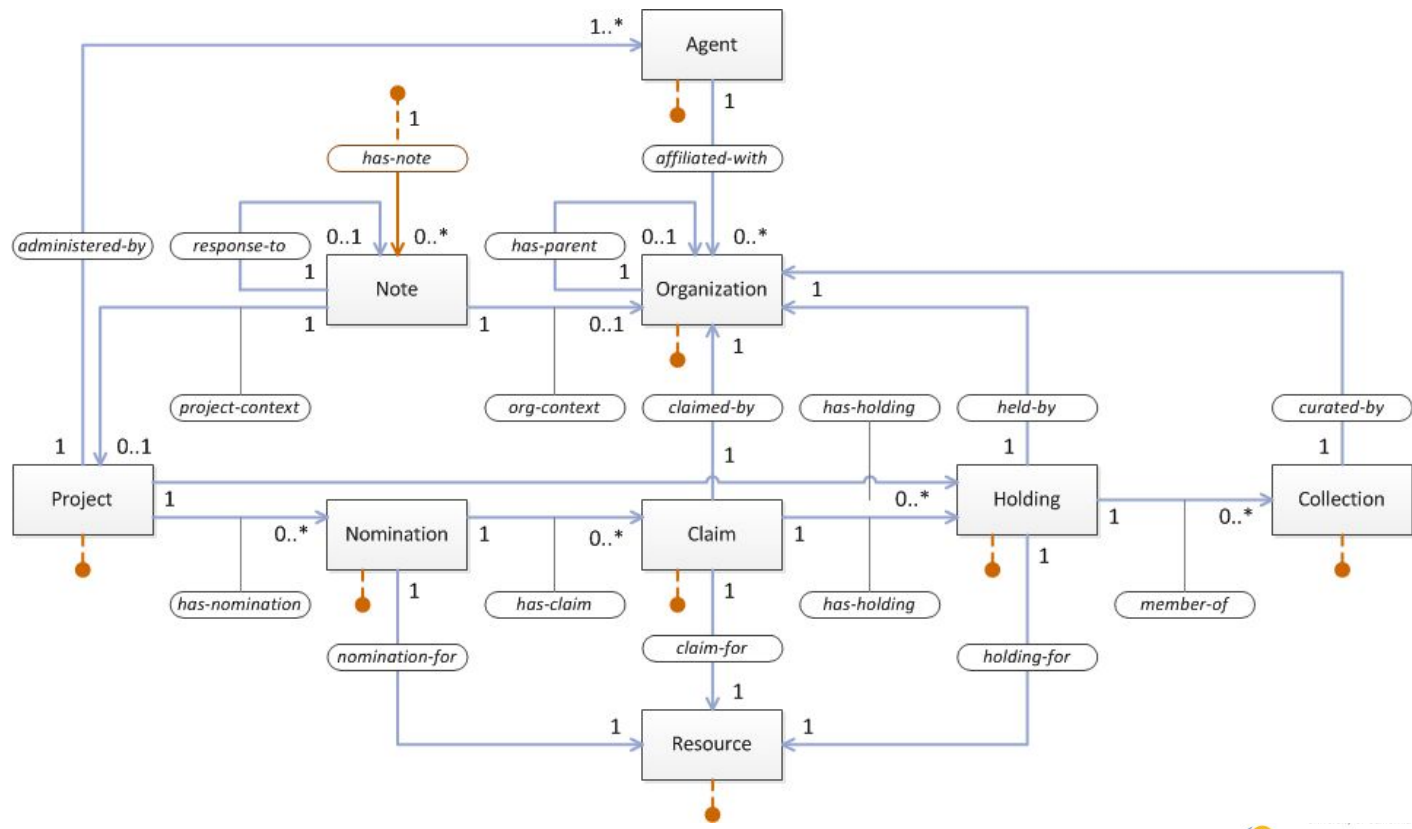 1..*
Agent
1
1
has-note
affiliated-with
administered-by
response-to
0..1
0..*
has-parent
0..1
0..*
1
Note
1
Organization
1
1
1
0..1
1
project-context
org-context
claimed-by
has-holding
held-by
curated-by
1
0..1
1
1
1
Project
1
0..*
Holding
Collection
0..*
Nomination
1
0..*
Claim
1
1
0..*
1
1
1
has-nomination
has-claim
has-holding
member-of
nomination-for
claim-for
holding-for
1
1
1
Resource